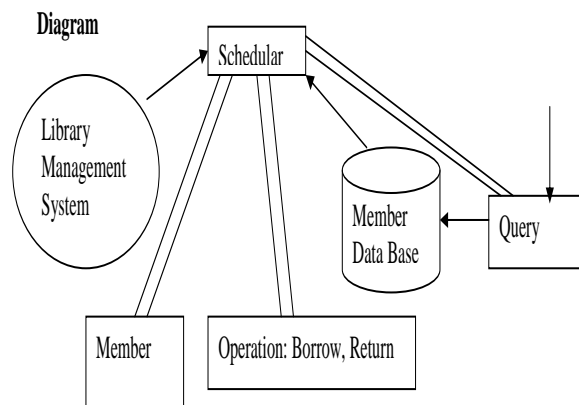 Diagram
Schedular
Library
Management
System
Member
Data Base
Query
Member
Operation: Borrow, Return